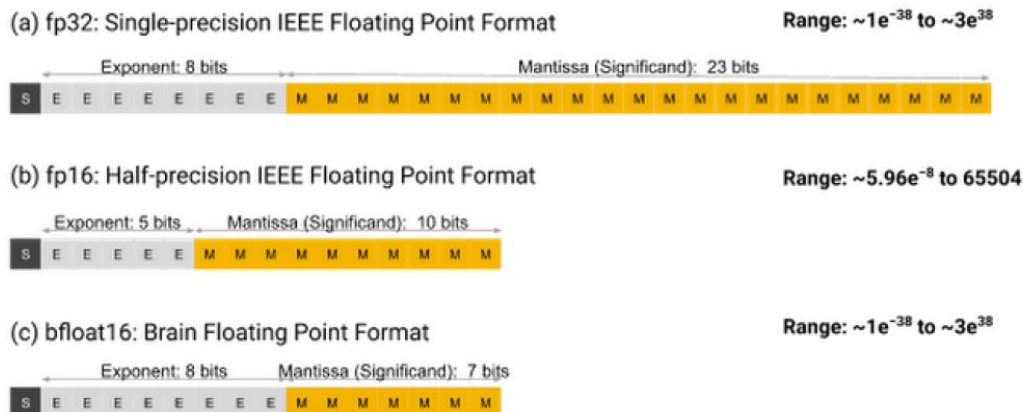 (a) fp32: Single-precision IEEE Floating Point Format Range: ~1e⁻³⁸ to ~3e³⁸
Exponent: 8 bits Mantissa (Significand): 23 bits
S E E E E E E E E M M M M M M M M M M M M M M M M M M M M M M M
(b) fp16: Half-precision IEEE Floating Point Format Range: ~5.96e⁻⁸ to 65504
Exponent: 5 bits Mantissa (Significand): 10 bits
S E E E E E M M M M M M M M M M
(c) bfloat16: Brain Floating Point Format Range: ~1e⁻³⁸ to ~3e³⁸
Exponent: 8 bits Mantissa (Significand): 7 bits
S E E E E E E E E M M M M M M M